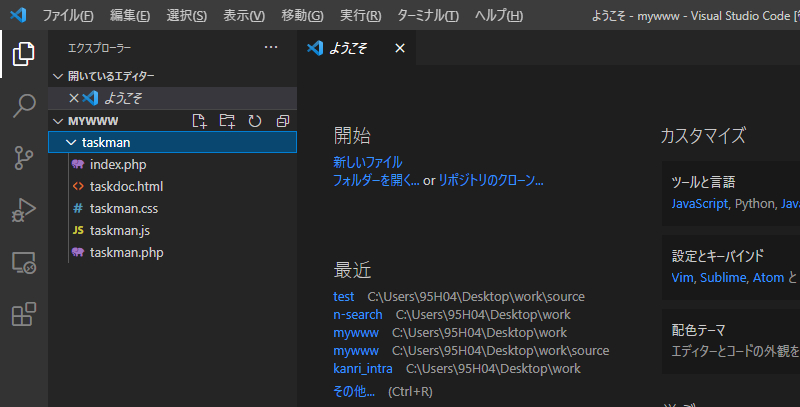 ファイル(F) 編集(E) 選択(S) 表示(V) 移動(G) 実行(R) ターミナル(T) ヘルプ(H) ようこそ - mywww - Visual Studio Code [
エクスプローラー
ようこそ
開いているエディター
ようこそ
MYWWW
taskman
index.php
taskdoc.html
taskman.css
JS taskman.js
taskman.php
開始
新しいファイル
フォルダーを開く... or リポジトリのクローン...
最近
test C:\Users\95H04\Desktop\work\source
n-search C:\Users\95H04\Desktop\work
mywww C:\Users\95H04\Desktop\work
mywww C:\Users\95H04\Desktop\work\source
kanri_intra C:\Users\95H04\Desktop\work
その他... (Ctrl+R)
カスタマイズ
ツールと言語
JavaScript, Python, Jav
設定とキーバインド
Vim, Sublime, Atom と
配色テーマ
エディターとコードの外観を